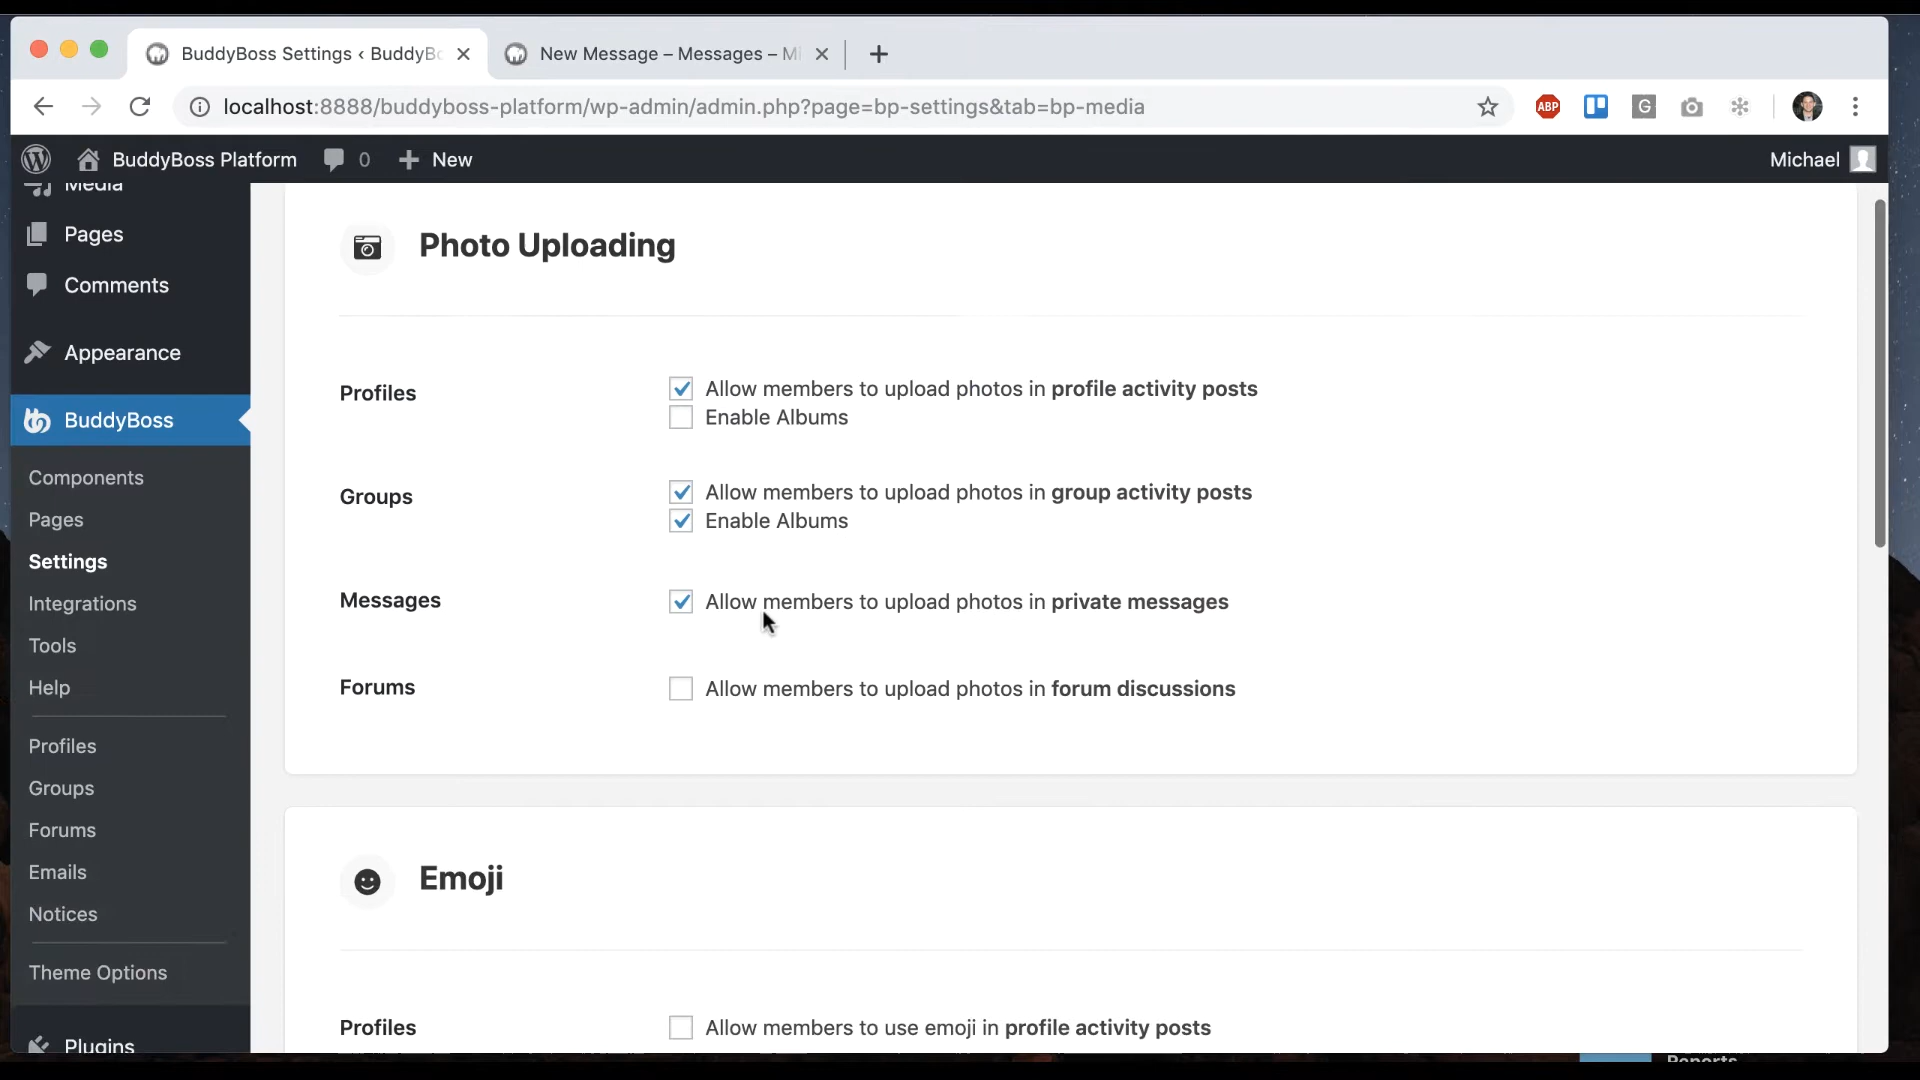 BuddyBoss Settings ‹ BuddyBo
New Message – Messages – Mi
localhost:8888/buddyboss-platform/wp-admin/admin.php?page=bp-settings&tab=bp-media
ABP
G
BuddyBoss Platform
0
New
Michael
Media
Pages
Comments
Appearance
BuddyBoss
Components
Pages
Settings
Integrations
Tools
Help
Profiles
Groups
Forums
Emails
Notices
Theme Options
Plugins
Photo Uploading
Profiles
Allow members to upload photos in profile activity posts
Enable Albums
Groups
Allow members to upload photos in group activity posts
Enable Albums
Messages
Allow members to upload photos in private messages
Forums
Allow members to upload photos in forum discussions
Emoji
Profiles
Allow members to use emoji in profile activity posts
Reports